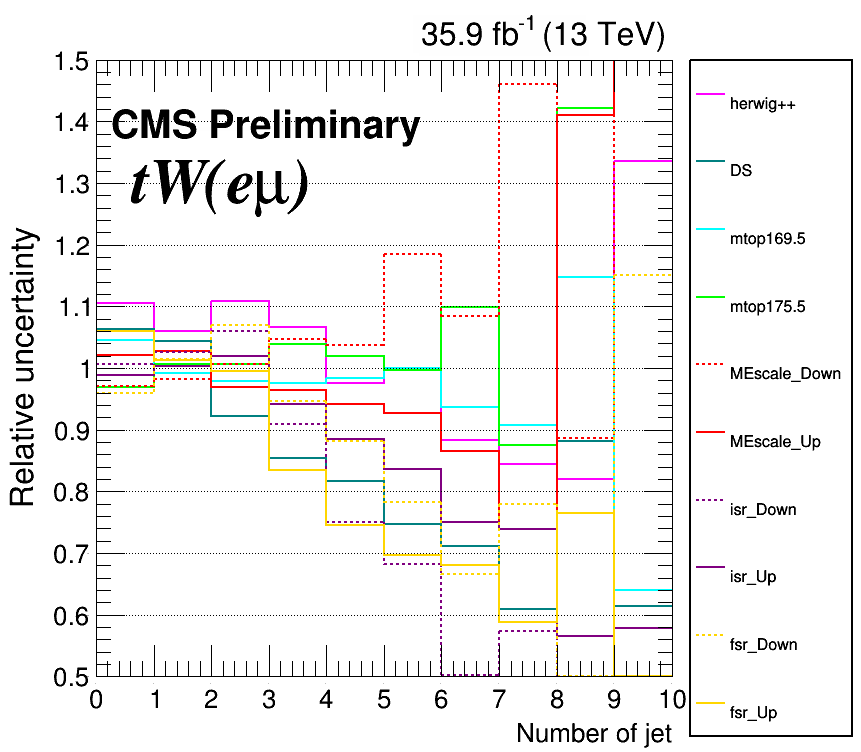 35.9 fb-1 (13 TeV)
CMS Preliminary
tW(eμ)
Relative uncertainty
1.5
1.4
1.3
1.2
1.1
1
0.9
0.8
0.7
0.6
0.5
0 1 2 3 4 5 6 7 8 9 10
Number of jet
herwig++
DS
mtop169.5
mtop175.5
MEscale_Down
MEscale_Up
isr_Down
isr_Up
fsr_Down
fsr_Up